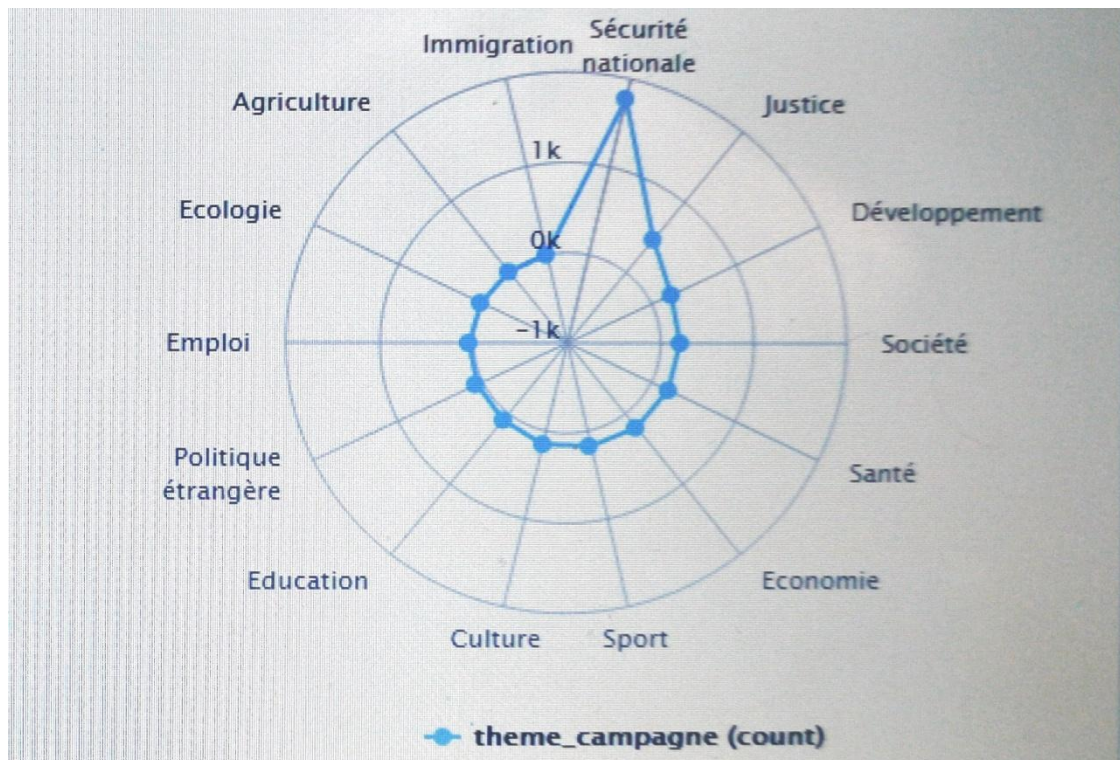 Sécurité
nationale
Immigration
Justice
Agriculture
Développement
Ecologie
1k
0k
-1k
Société
Emploi
Santé
Politique
étrangère
Economie
Education
Sport
Culture
theme_campagne (count)